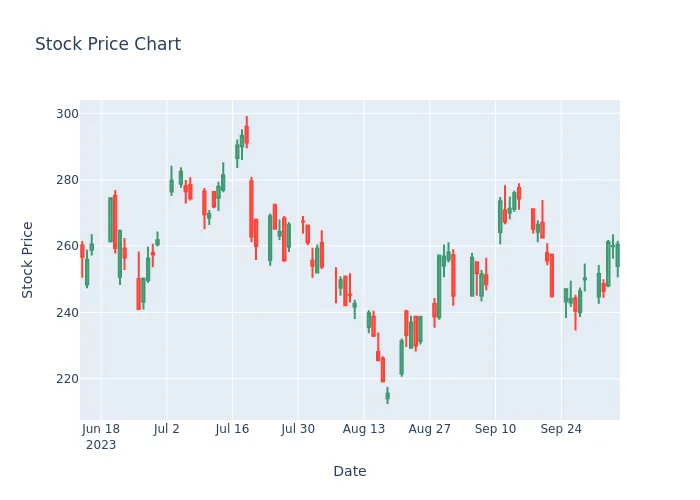 Stock Price Chart
300
280
260
240
220
Stock Price
Jun 18
2023
Jul 2
Jul 16
Jul 30
Aug 13
Aug 27
Sep 10
Sep 24
Date